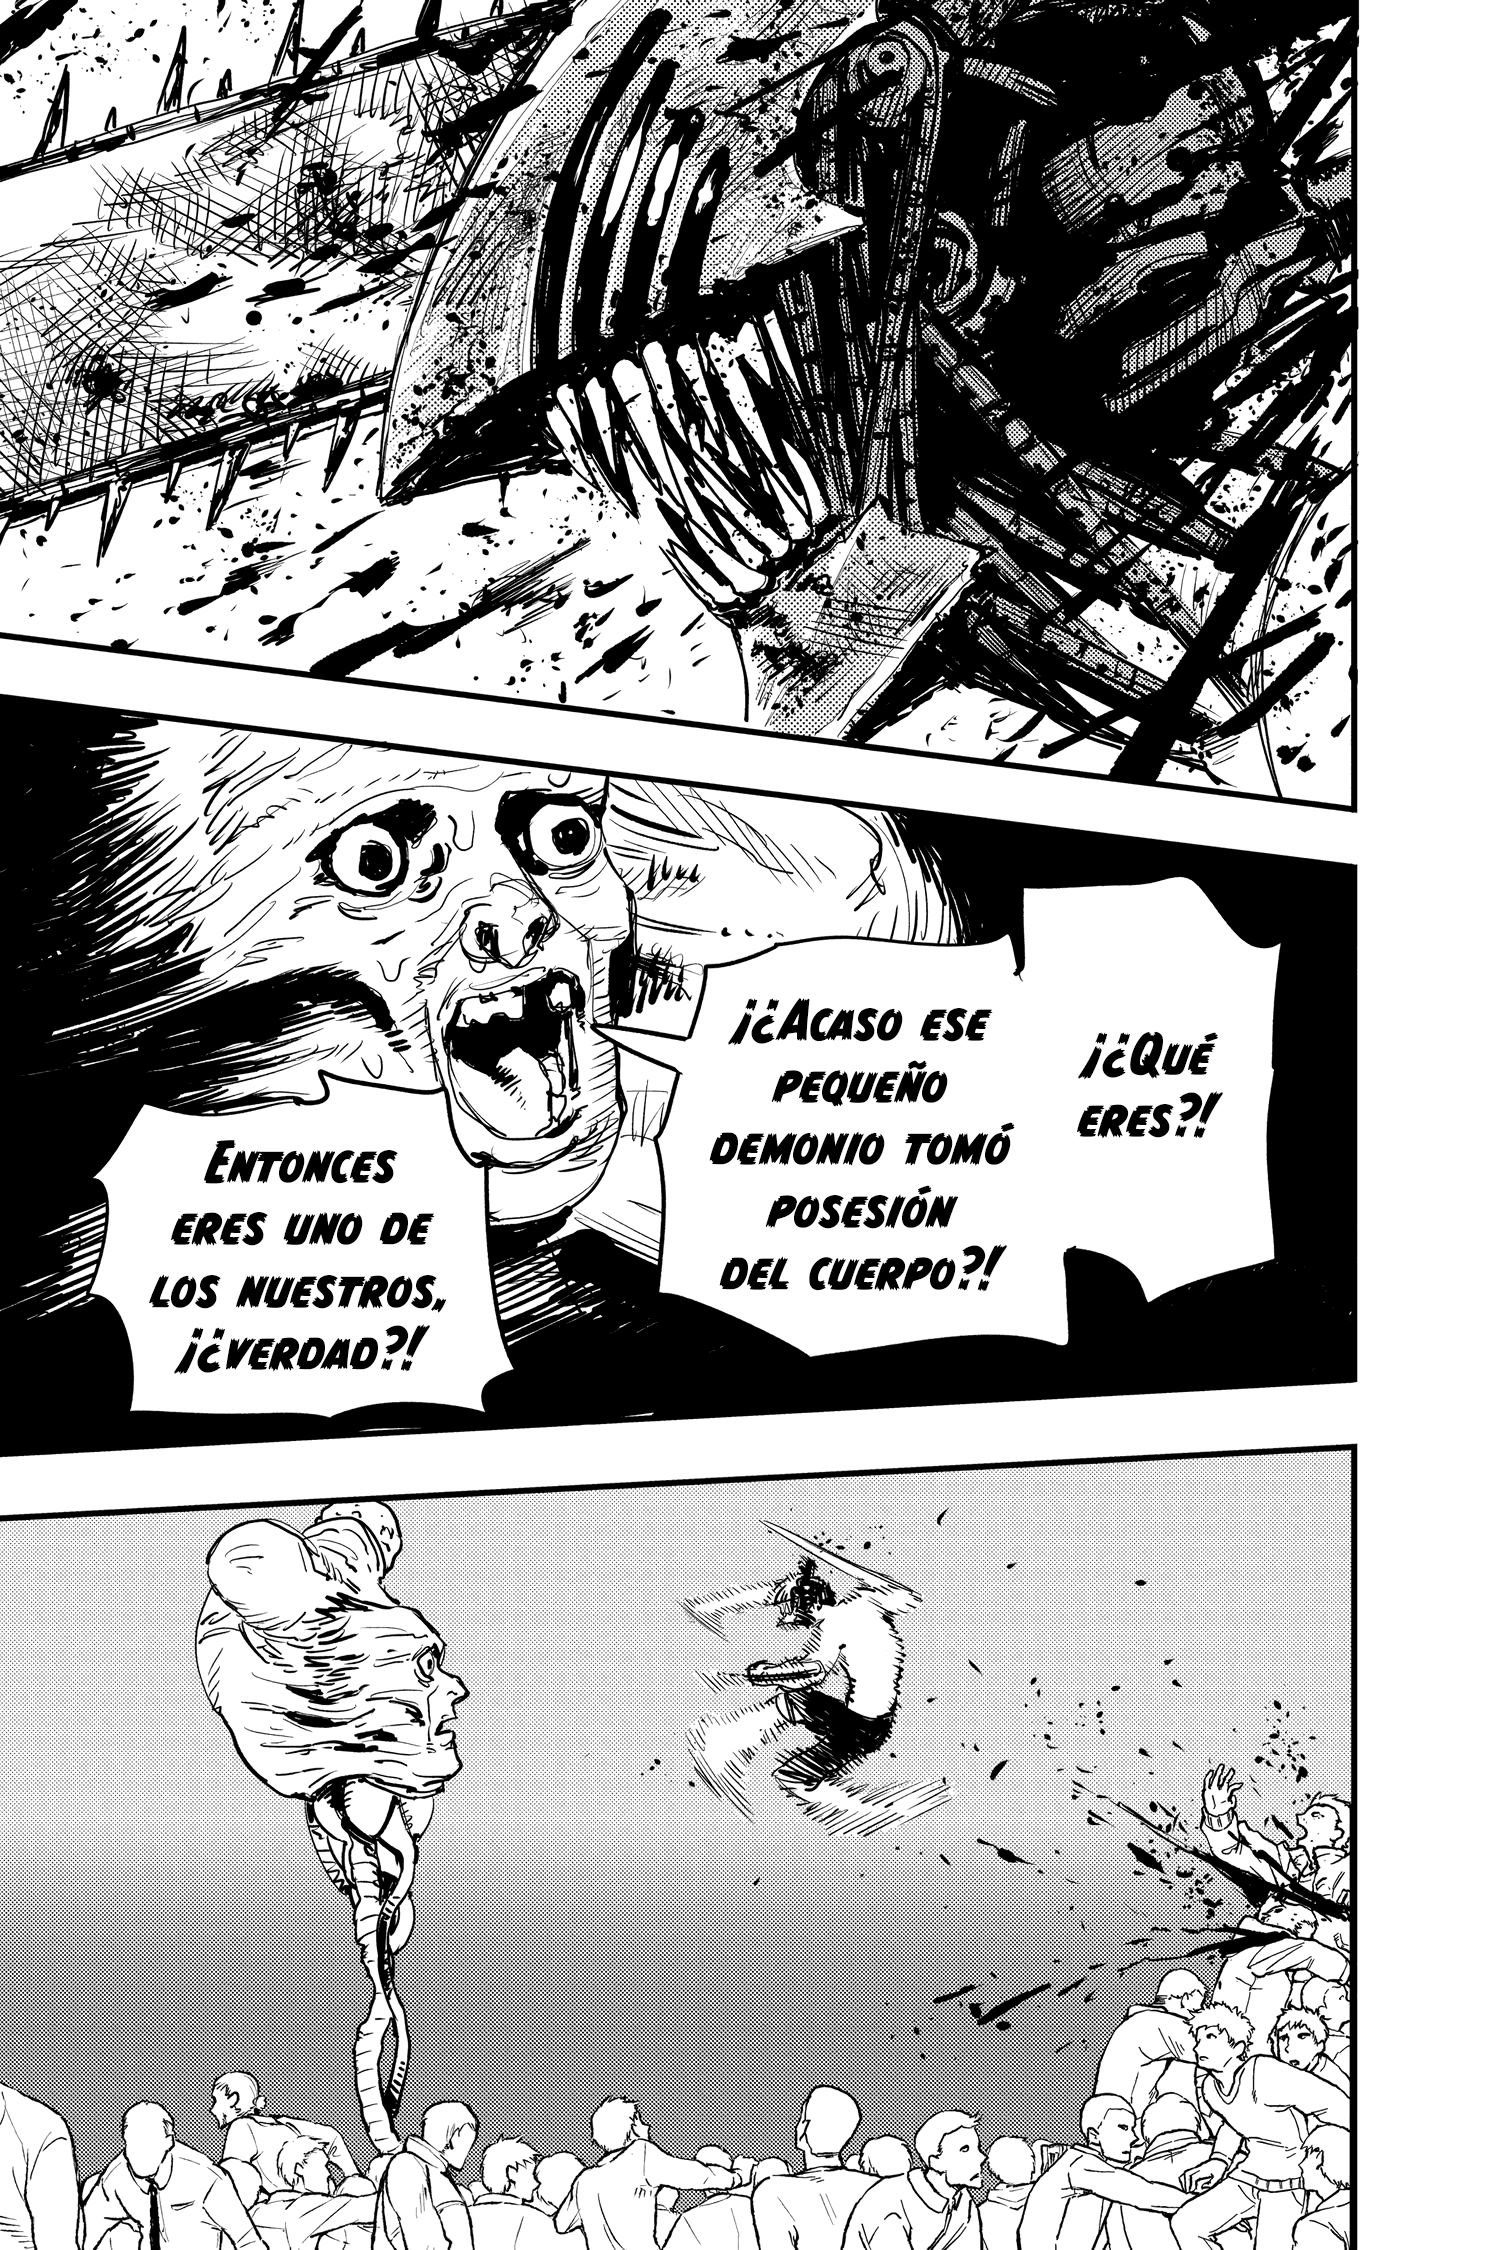 ¡¿Qué
eres?!
¡¿Acaso ese
pequeño
demonio tomó
posesión
del cuerpo?!
Entonces
eres uno de
los nuestros,
¡¿verdad?!